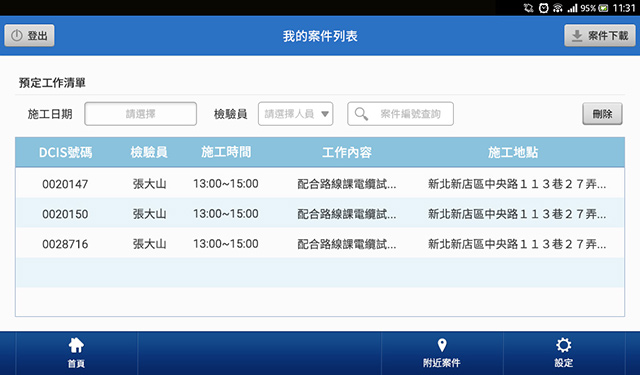 95% 11:31
登出 我的案件列表 案件下載
預定工作清單
施工日期 請選擇 檢驗員 請選擇人員 案件編號查詢 刪除
DCIS號碼 檢驗員 施工時間 工作內容 施工地點
0020147 張大山 13:00~15:00 配合路線課電纜試... 新北新店區中央路１１３巷２７弄...
0020150 張大山 13:00~15:00 配合路線課電纜試... 新北新店區中央路１１３巷２７弄...
0028716 張大山 13:00~15:00 配合路線課電纜試... 新北新店區中央路１１３巷２７弄...
首頁 附近案件 設定